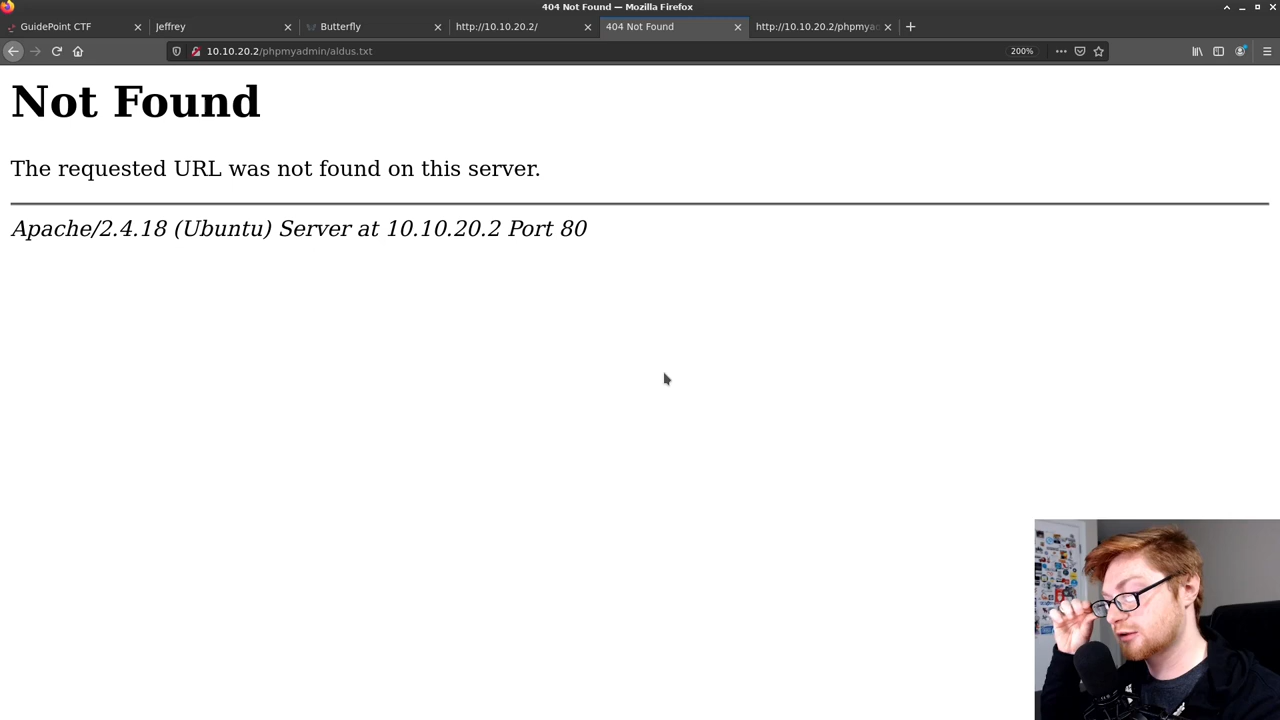 404 Not Found — Mozilla Firefox
GuidePoint CTF
Jeffrey
Butterfly
http://10.10.20.2/
404 Not Found
http://10.10.20.2/phpmya
10.10.20.2/phpmyadmin/aldus.txt
200%
Not Found
The requested URL was not found on this server.
Apache/2.4.18 (Ubuntu) Server at 10.10.20.2 Port 80